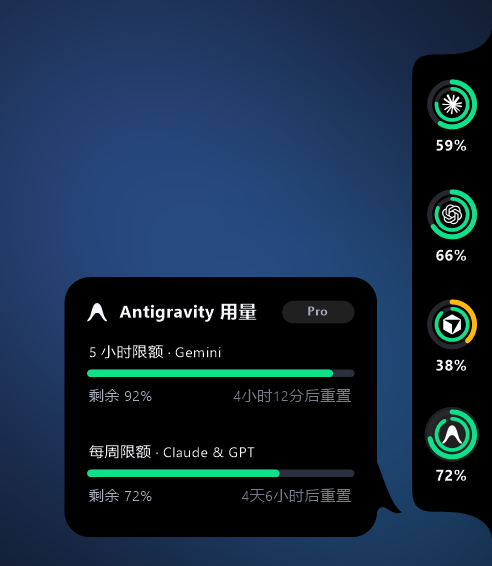 59%
66%
38%
72%
Antigravity 用量
Pro
5 小时限额 · Gemini
剩余 92%
4小时12分后重置
每周限额 · Claude & GPT
剩余 72%
4天6小时后重置